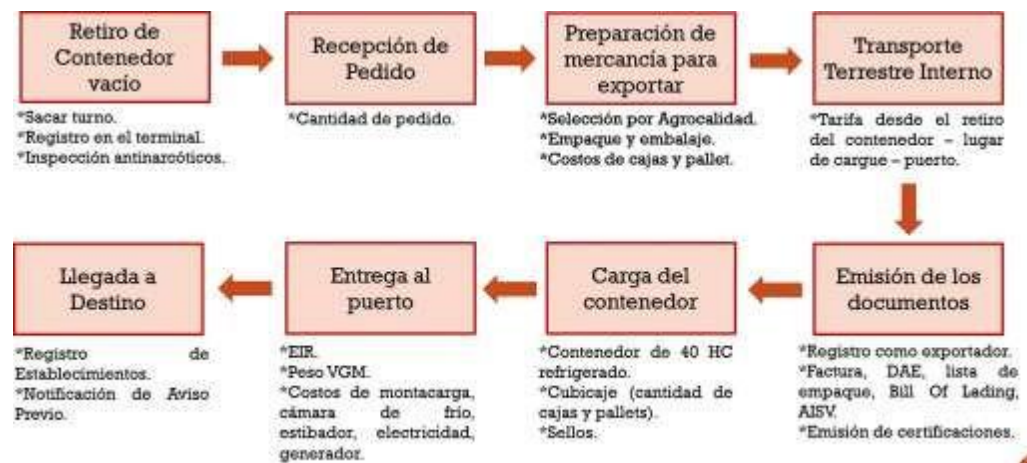 Retiro de
Contenedor
vacío
*Sacar turno.
*Registro en el terminal.
*Inspección antinarcóticos.
Recepción de
Pedido
*Cantidad de pedido.
Preparación de
mercancía para
exportar
*Selección por Agrocalidad.
*Empaque y embalaje.
*Costos de cajas y pallet.
Transporte
Terrestre Interno
*Tarifa desde el retiro
del contenedor – lugar
de cargue – puerto.
Emisión de los
documentos
*Registro como exportador.
*Factura, DAE, lista de
empaque, Bill Of Lading,
AISV.
*Emisión de certificaciones.
Carga del
contenedor
*Contenedor de 40 HC
refrigerado.
*Cubicaje (cantidad de
cajas y pallets).
*Sellos.
Entrega al
puerto
*EIR.
*Peso VGM.
*Costos de montacarga,
cámara de frío,
estibador, electricidad,
generador.
Llegada a
Destino
*Registro de
Establecimientos.
*Notificación de Aviso
Previo.